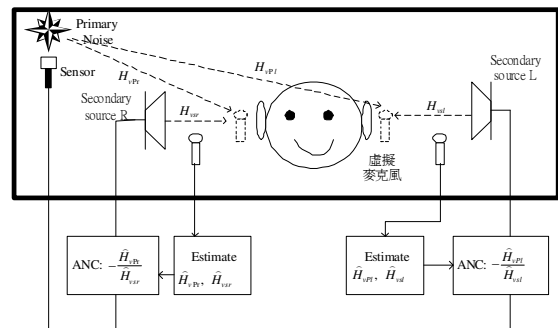 Primary
Noise
Sensor
H_vPr
H_vPl
Secondary
source R
H_vsr
H_vsl
Secondary
source L
虛擬
麥克風
ANC: -Ĥ_vPr/Ĥ_vsr
Estimate
Ĥ_vPr, Ĥ_vsr
Estimate
Ĥ_vPl, Ĥ_vsl
ANC: -Ĥ_vPl/Ĥ_vsl